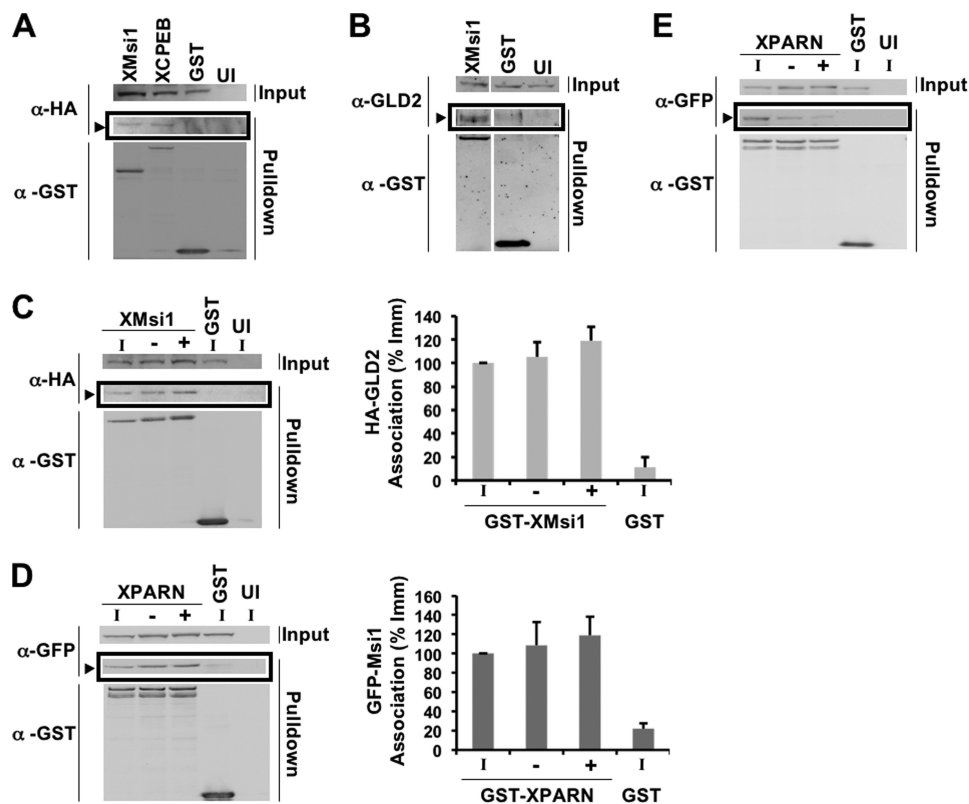 A
XMsi1
XCPEB
GST
UI
α-HA
Input
α -GST
Pulldown
B
XMsi1
GST
UI
α-GLD2
Input
α -GST
Pulldown
E
XPARN
GST
UI
I - + I I
α-GFP
Input
α -GST
Pulldown
C
XMsi1
GST
UI
I - + I I
α-HA
Input
α -GST
Pulldown
HA-GLD2
Association (% Imm)
140
120
100
80
60
40
20
0
I - + I
GST-XMsi1 GST
D
XPARN
GST
UI
I - + I I
α-GFP
Input
α -GST
Pulldown
GFP-Msi1
Association (% Imm)
140
120
100
80
60
40
20
0
I - + I
GST-XPARN GST